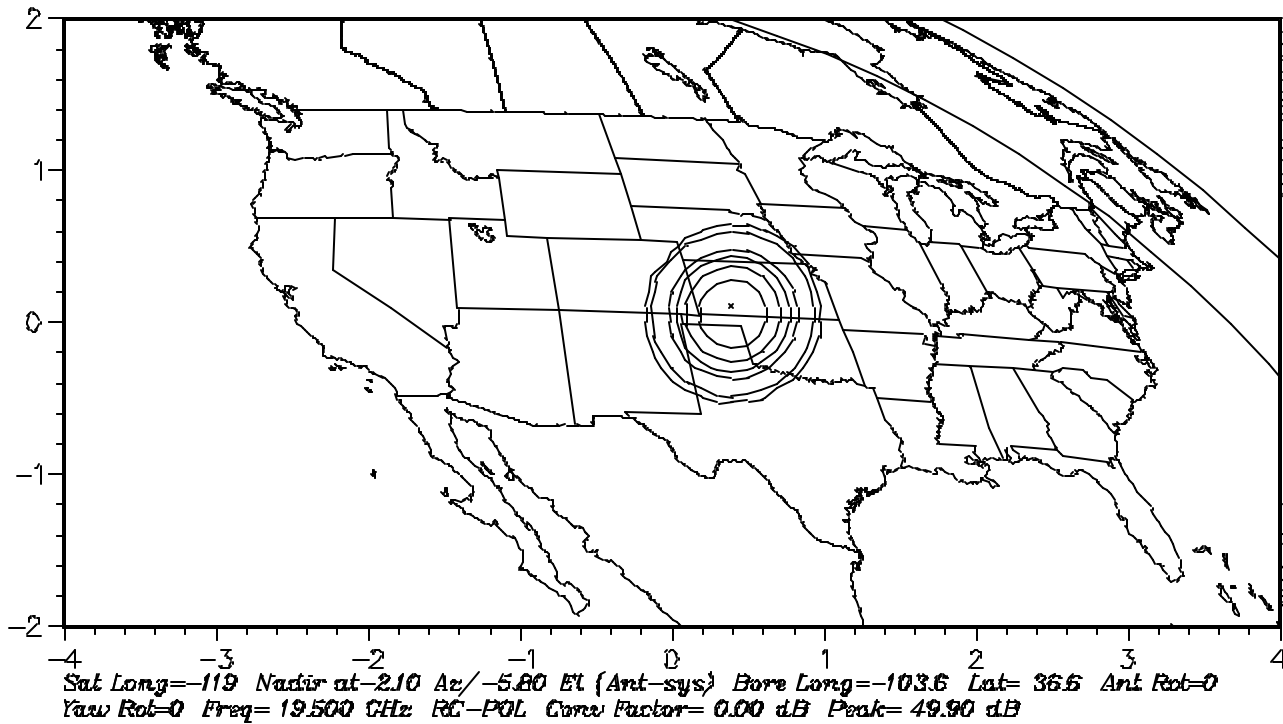 2
1
0
−1
−2
−4 −3 −2 −1 0 1 2 3 4
Sat Long=−119 Nadir at−2.10 Az/−5.80 El (Ant-sys) Bore Long=−103.6 Lat= 36.6 Ant Rot=0
Yaw Rot=0 Freq= 19.500 GHz RC−POL Conv Factor= 0.00 dB Peak= 49.90 dB